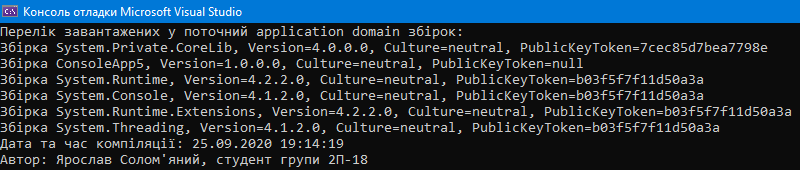 Консоль отладки Microsoft Visual Studio
Перелік завантажених у поточний application domain збірок:
Збірка System.Private.CoreLib, Version=4.0.0.0, Culture=neutral, PublicKeyToken=7cec85d7bea7798e
Збірка ConsoleApp5, Version=1.0.0.0, Culture=neutral, PublicKeyToken=null
Збірка System.Runtime, Version=4.2.2.0, Culture=neutral, PublicKeyToken=b03f5f7f11d50a3a
Збірка System.Console, Version=4.1.2.0, Culture=neutral, PublicKeyToken=b03f5f7f11d50a3a
Збірка System.Runtime.Extensions, Version=4.2.2.0, Culture=neutral, PublicKeyToken=b03f5f7f11d50a3a
Збірка System.Threading, Version=4.1.2.0, Culture=neutral, PublicKeyToken=b03f5f7f11d50a3a
Дата та час компіляції: 25.09.2020 19:14:19
Автор: Ярослав Солом'яний, студент групи 2П-18